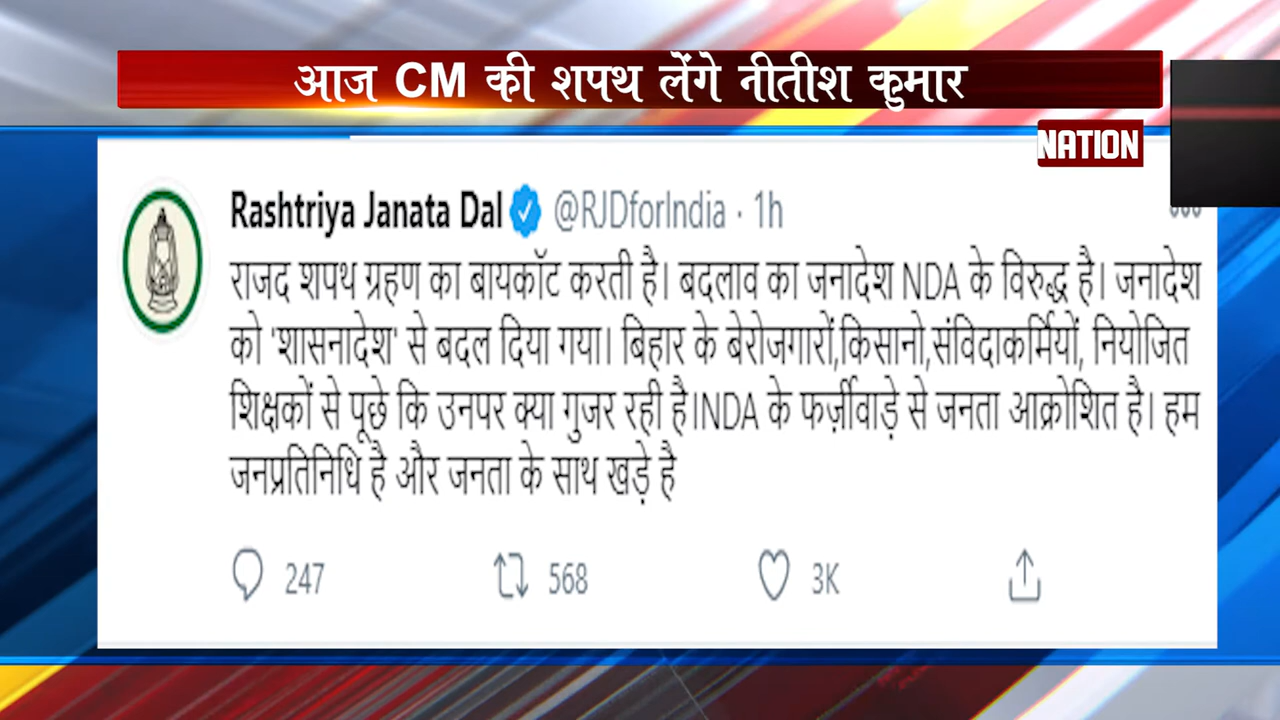 आज CM की शपथ लेंगे नीतीश कुमार
NATION
Rashtriya Janata Dal @RJDforIndia · 1h
राजद शपथ ग्रहण का बायकॉट करती है। बदलाव का जनादेश NDA के विरुद्ध है। जनादेश
को 'शासनादेश' से बदल दिया गया। बिहार के बेरोजगारों,किसानो,संविदाकर्मियों, नियोजित
शिक्षकों से पूछे कि उनपर क्या गुजर रही है।NDA के फर्ज़ीवाड़े से जनता आक्रोशित है। हम
जनप्रतिनिधि है और जनता के साथ खड़े है
247 568 3K